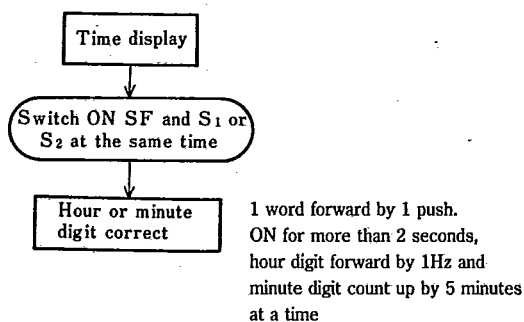 Time display
Switch ON SF and S1 or
S2 at the same time
Hour or minute
digit correct
1 word forward by 1 push.
ON for more than 2 seconds,
hour digit forward by 1Hz and
minute digit count up by 5 minutes
at a time